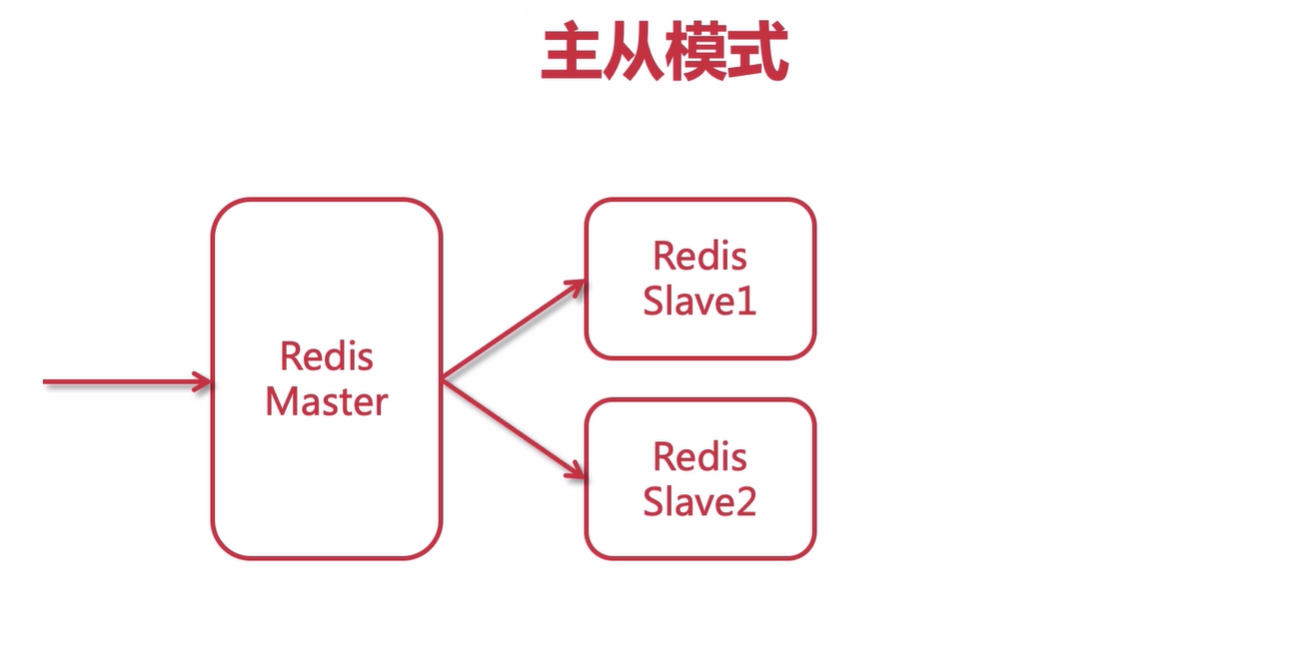 主从模式
Redis
Master
Redis
Slave1
Redis
Slave2